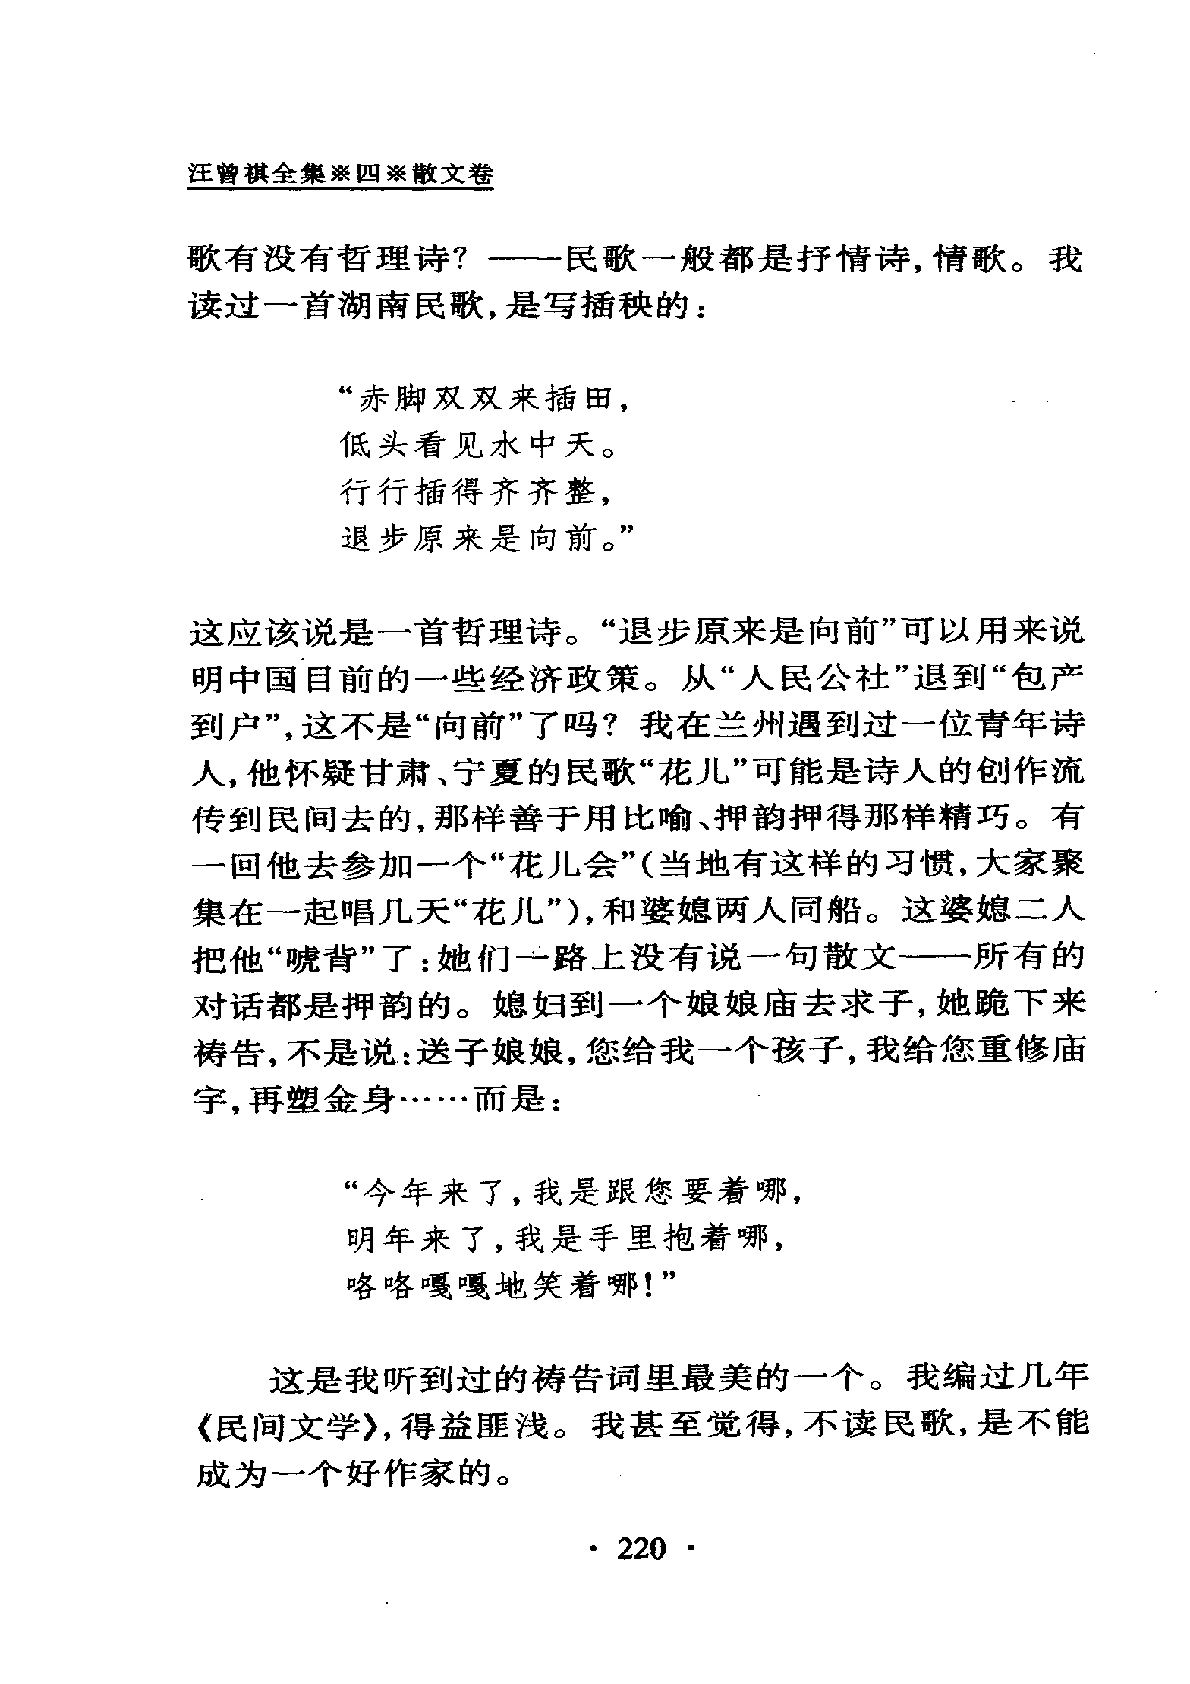 汪曾祺全集※四※散文卷
歌有没有哲理诗？——民歌一般都是抒情诗，情歌。我
读过一首湖南民歌，是写插秧的：
“赤脚双双来插田，
低头看见水中天。
行行插得齐齐整，
退步原来是向前。”
这应该说是一首哲理诗。“退步原来是向前”可以用来说
明中国目前的一些经济政策。从“人民公社”退到“包产
到户”，这不是“向前”了吗？我在兰州遇到过一位青年诗
人，他怀疑甘肃、宁夏的民歌“花儿”可能是诗人的创作流
传到民间去的，那样善于用比喻、押韵押得那样精巧。有
一回他去参加一个“花儿会”（当地有这样的习惯，大家聚
集在一起唱几天“花儿”），和婆媳两人同船。这婆媳二人
把他“唬背”了：她们一路上没有说一句散文——所有的
对话都是押韵的。媳妇到一个娘娘庙去求子，她跪下来
祷告，不是说：送子娘娘，您给我一个孩子，我给您重修庙
宇，再塑金身……而是：
“今年来了，我是跟您要着哪，
明年来了，我是手里抱着哪，
咯咯嘎嘎地笑着哪！”
这是我听到过的祷告词里最美的一个。我编过几年
《民间文学》，得益匪浅。我甚至觉得，不读民歌，是不能
成为一个好作家的。
· 220 ·